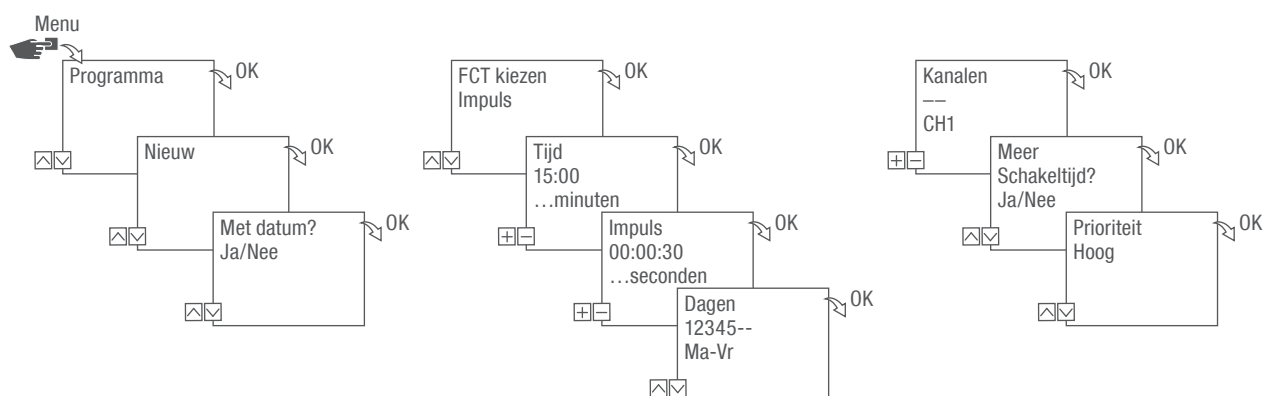 Menu
Programma
OK
Nieuw
OK
Met datum?
Ja/Nee
OK
FCT kiezen
Impuls
OK
Tijd
15:00
…minuten
OK
Impuls
00:00:30
…seconden
OK
Dagen
12345--
Ma-Vr
OK
Kanalen
––
CH1
OK
Meer
Schakeltijd?
Ja/Nee
OK
Prioriteit
Hoog
OK